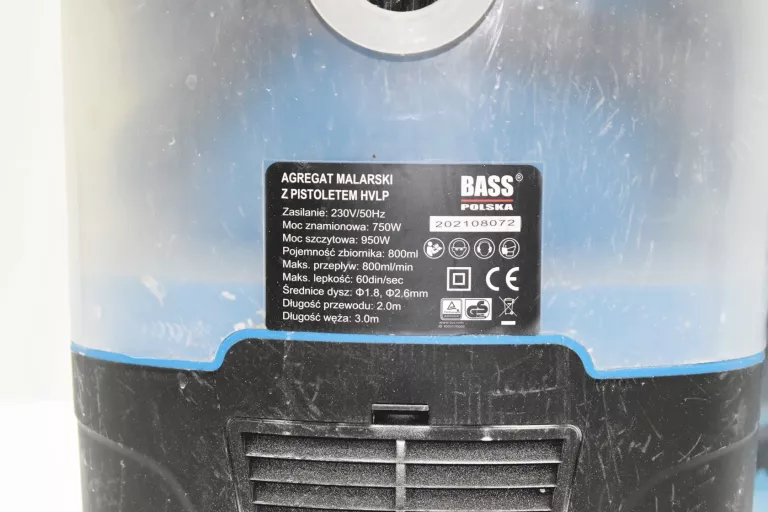 AGREGAT MALARSKI
Z PISTOLETEM HVLP
Zasilanie: 230V/50Hz
Moc znamionowa: 750W
Moc szczytowa: 950W
Pojemność zbiornika: 800ml
Maks. przepływ: 800ml/min
Maks. lepkość: 60din/sec
Średnice dysz: Φ1.8, Φ2.6mm
Długość przewodu: 2.0m
Długość węża: 3.0m
BASS®
POLSKA
202108072
CE